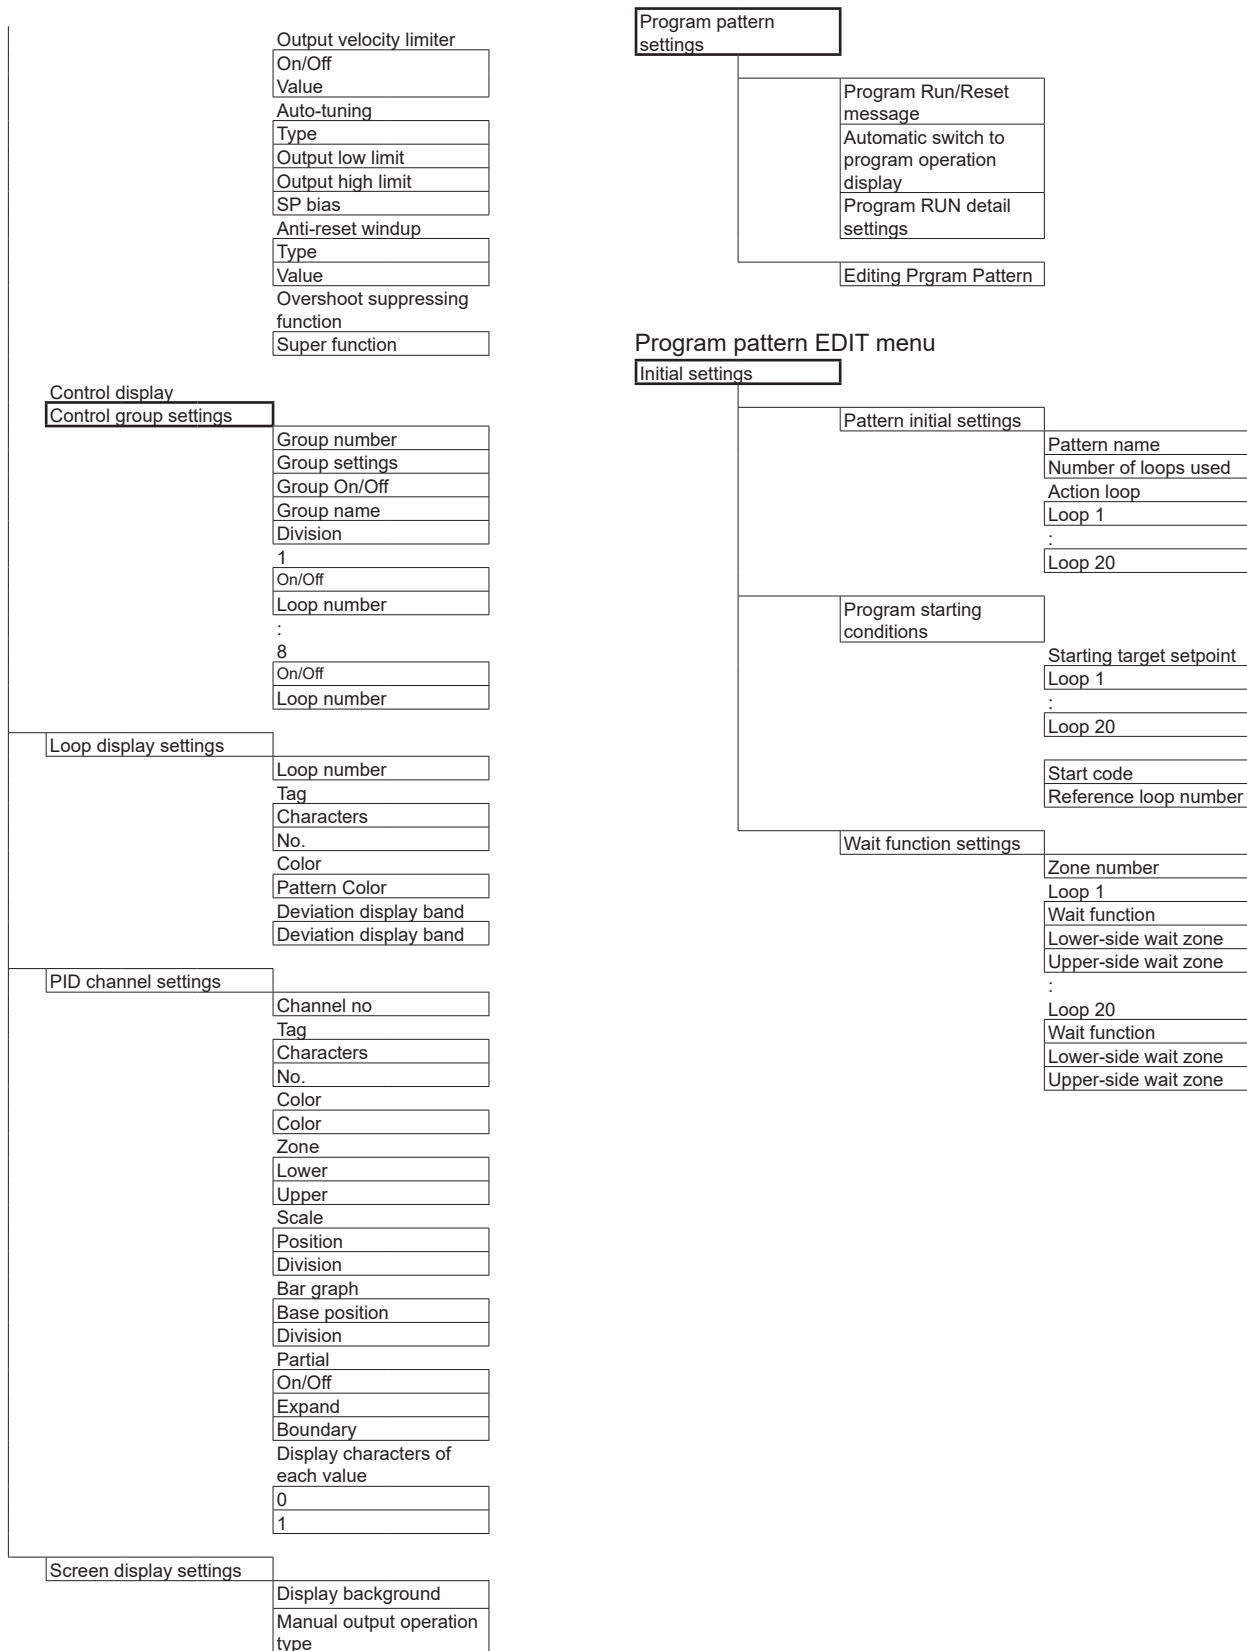 Output velocity limiter
On/Off
Value
Auto-tuning
Type
Output low limit
Output high limit
SP bias
Anti-reset windup
Type
Value
Overshoot suppressing
function
Super function
Control display
Control group settings
Group number
Group settings
Group On/Off
Group name
Division
1
On/Off
Loop number
:
8
On/Off
Loop number
Loop display settings
Loop number
Tag
Characters
No.
Color
Pattern Color
Deviation display band
Deviation display band
PID channel settings
Channel no
Tag
Characters
No.
Color
Color
Zone
Lower
Upper
Scale
Position
Division
Bar graph
Base position
Division
Partial
On/Off
Expand
Boundary
Display characters of
each value
0
1
Screen display settings
Display background
Manual output operation
type
Program pattern
settings
Program Run/Reset
message
Automatic switch to
program operation
display
Program RUN detail
settings
Editing Prgram Pattern
Program pattern EDIT menu
Initial settings
Pattern initial settings
Pattern name
Number of loops used
Action loop
Loop 1
:
Loop 20
Program starting
conditions
Starting target setpoint
Loop 1
:
Loop 20
Start code
Reference loop number
Wait function settings
Zone number
Loop 1
Wait function
Lower-side wait zone
Upper-side wait zone
:
Loop 20
Wait function
Lower-side wait zone
Upper-side wait zone